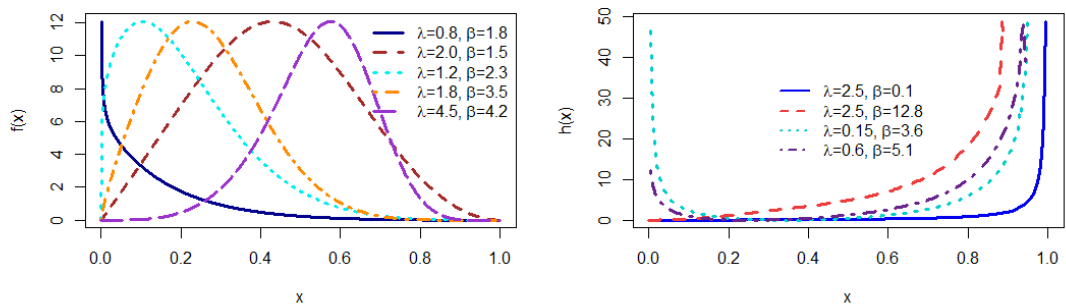 f(x)
12
10
8
6
4
2
0
0.0 0.2 0.4 0.6 0.8 1.0
x
λ=0.8, β=1.8
λ=2.0, β=1.5
λ=1.2, β=2.3
λ=1.8, β=3.5
λ=4.5, β=4.2
h(x)
50
40
30
20
10
0
0.0 0.2 0.4 0.6 0.8 1.0
x
λ=2.5, β=0.1
λ=2.5, β=12.8
λ=0.15, β=3.6
λ=0.6, β=5.1